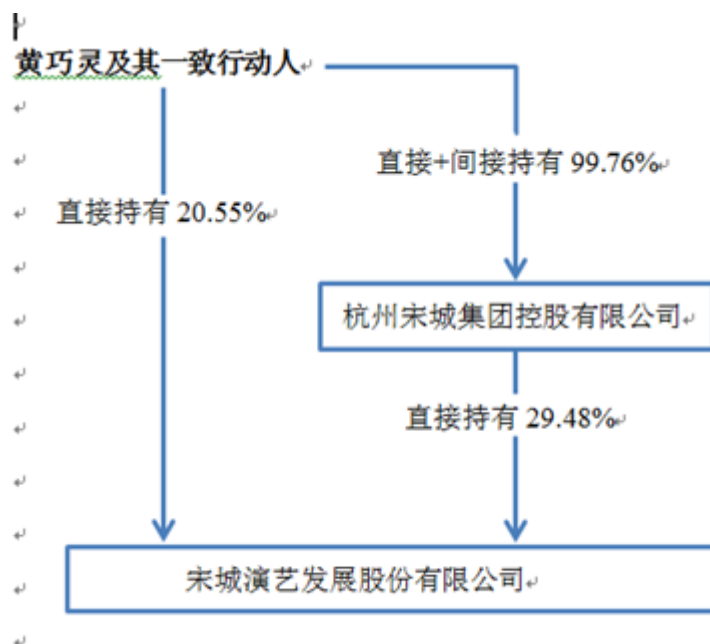 黄巧灵及其一致行动人
直接+间接持有 99.76%
直接持有 20.55%
杭州宋城集团控股有限公司
直接持有 29.48%
宋城演艺发展股份有限公司